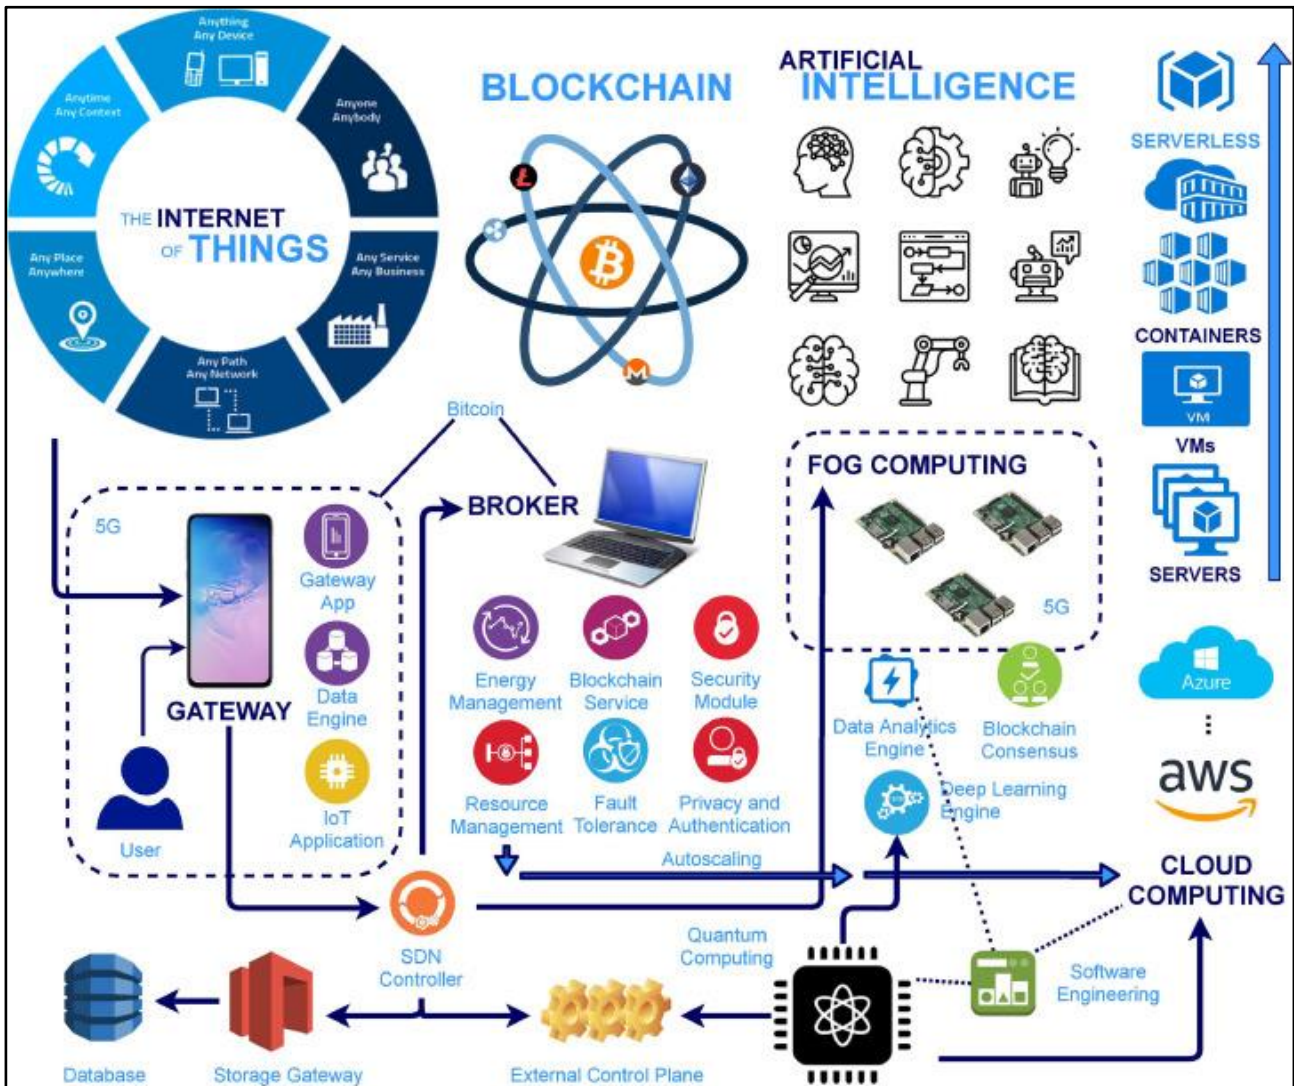 Anything
Any Device
Anytime
Any Context
Anyone
Anybody
THE INTERNET
OF THINGS
Any Place
Anywhere
Any Service
Any Business
Any Path
Any Network
BLOCKCHAIN
ARTIFICIAL
INTELLIGENCE
SERVERLESS
CONTAINERS
VM
VMs
SERVERS
Bitcoin
5G
GATEWAY
Gateway
App
Data
Engine
IoT
Application
User
BROKER
Energy
Management
Blockchain
Service
Security
Module
Resource
Management
Fault
Tolerance
Privacy and
Authentication
Autoscaling
FOG COMPUTING
5G
Data Analytics
Engine
Blockchain
Consensus
Deep Learning
Engine
Azure
aws
CLOUD
COMPUTING
SDN
Controller
Quantum
Computing
Software
Engineering
Database
Storage Gateway
External Control Plane